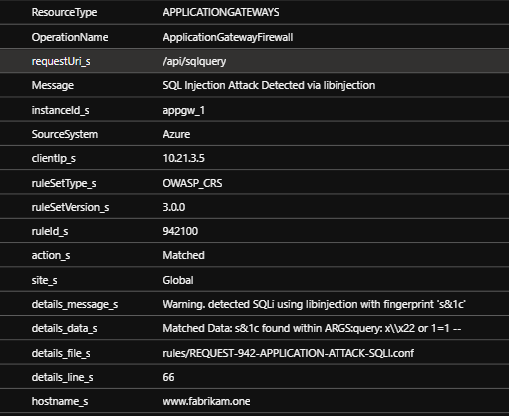 ResourceType APPLICATIONGATEWAYS
OperationName ApplicationGatewayFirewall
requestUri_s /api/sqlquery
Message SQL Injection Attack Detected via libinjection
instanceId_s appgw_1
SourceSystem Azure
clientIp_s 10.21.3.5
ruleSetType_s OWASP_CRS
ruleSetVersion_s 3.0.0
ruleId_s 942100
action_s Matched
site_s Global
details_message_s Warning. detected SQLi using libinjection with fingerprint 's&1c'
details_data_s Matched Data: s&1c found within ARGS:query: x\\x22 or 1=1 --
details_file_s rules/REQUEST-942-APPLICATION-ATTACK-SQLI.conf
details_line_s 66
hostname_s www.fabrikam.one